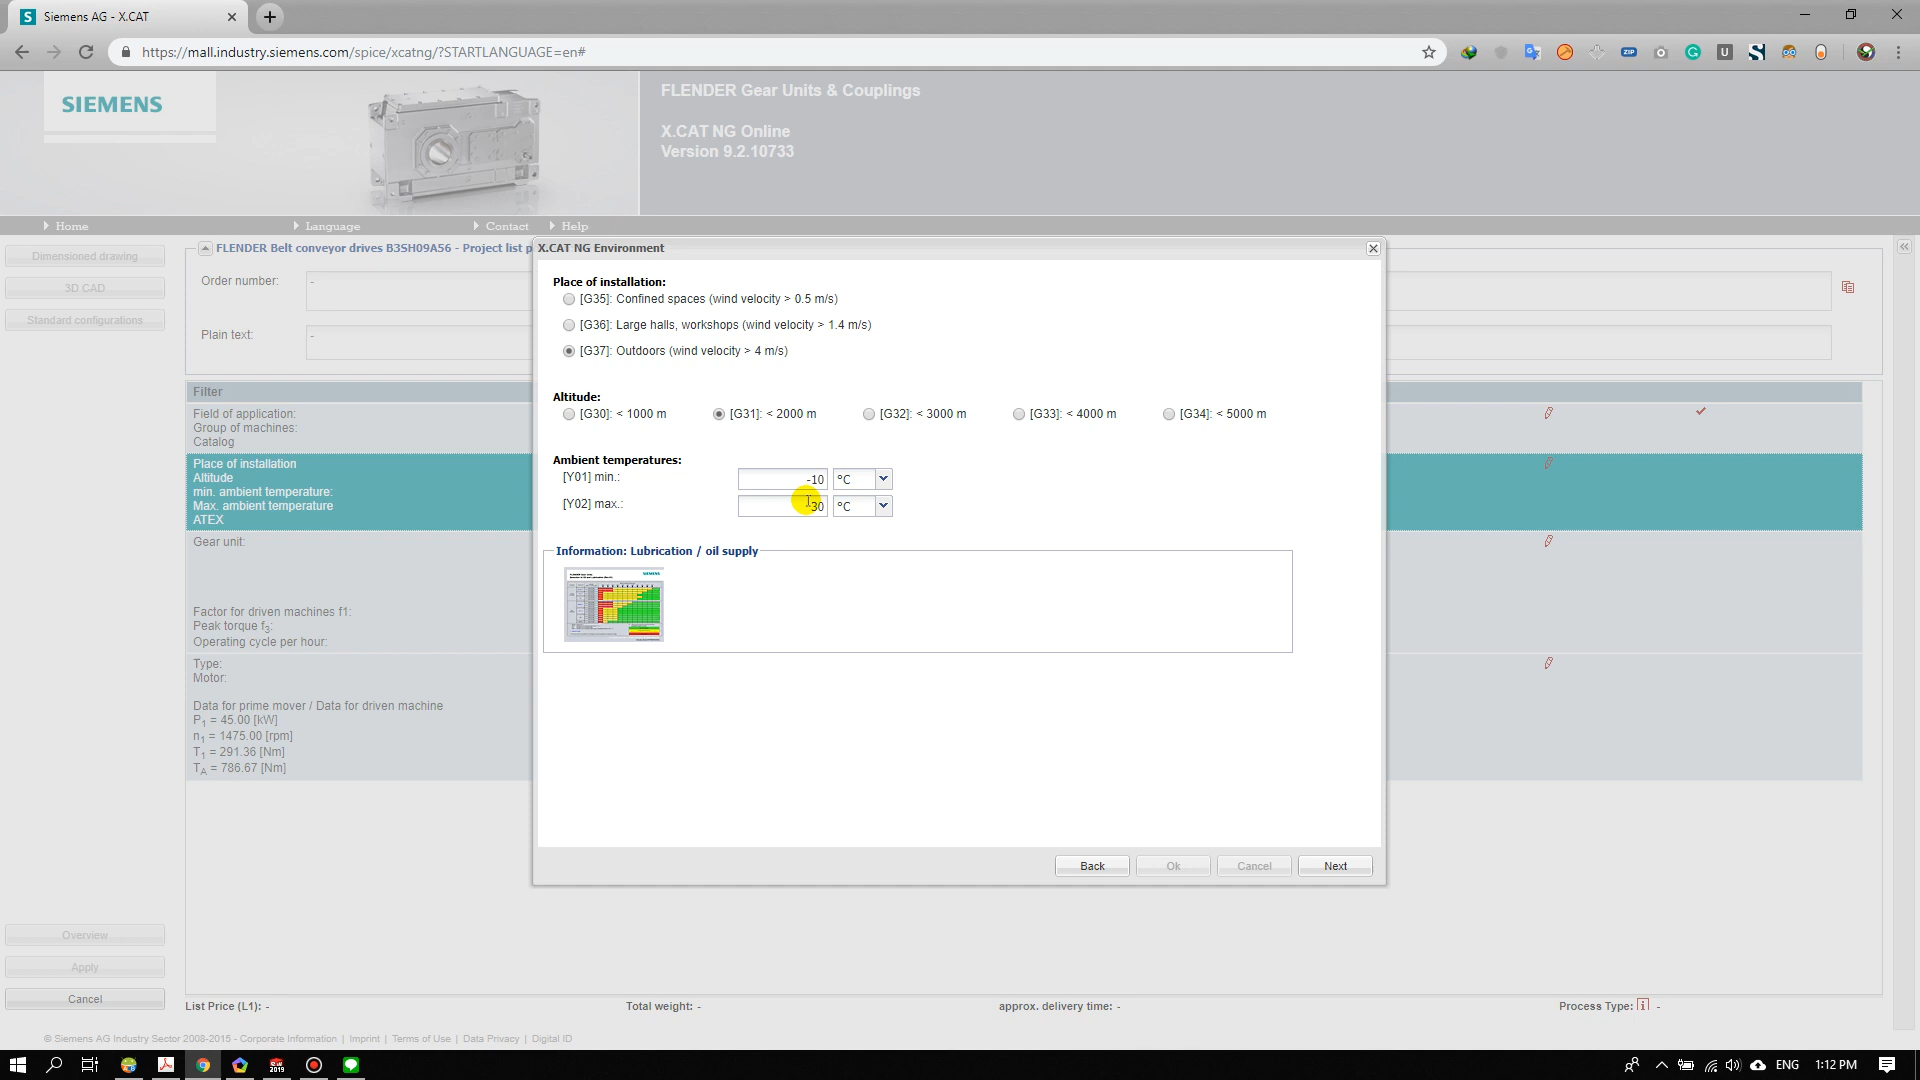 Siemens AG - X.CAT
https://mall.industry.siemens.com/spice/xcatng/?STARTLANGUAGE=en#
SIEMENS
FLENDER Gear Units & Couplings
X.CAT NG Online
Version 9.2.10733
Home
Language
Contact
Help
Dimensioned drawing
3D CAD
Standard configurations
FLENDER Belt conveyor drives B3SH09A56 - Project list p
Order number:
-
Plain text:
-
Filter
Field of application:
Group of machines:
Catalog
Place of installation
Altitude
min. ambient temperature:
Max. ambient temperature
ATEX
Gear unit:
Factor for driven machines f1:
Peak torque f3:
Operating cycle per hour:
Type:
Motor:
Data for prime mover / Data for driven machine
P1 = 45.00 [kW]
n1 = 1475.00 [rpm]
T1 = 291.36 [Nm]
TA = 786.67 [Nm]
X.CAT NG Environment
Place of installation:
[G35]: Confined spaces (wind velocity > 0.5 m/s)
[G36]: Large halls, workshops (wind velocity > 1.4 m/s)
[G37]: Outdoors (wind velocity > 4 m/s)
Altitude:
[G30]: < 1000 m
[G31]: < 2000 m
[G32]: < 3000 m
[G33]: < 4000 m
[G34]: < 5000 m
Ambient temperatures:
[Y01] min.:
-10
°C
[Y02] max.:
30
°C
Information: Lubrication / oil supply
SIEMENS
Back
Ok
Cancel
Next
Overview
Apply
Cancel
List Price (L1): -
Total weight: -
approx. delivery time: -
Process Type: i -
© Siemens AG Industry Sector 2008-2015 - Corporate Information | Imprint | Terms of Use | Data Privacy | Digital ID
ZIP
U
2019
ENG
1:12 PM